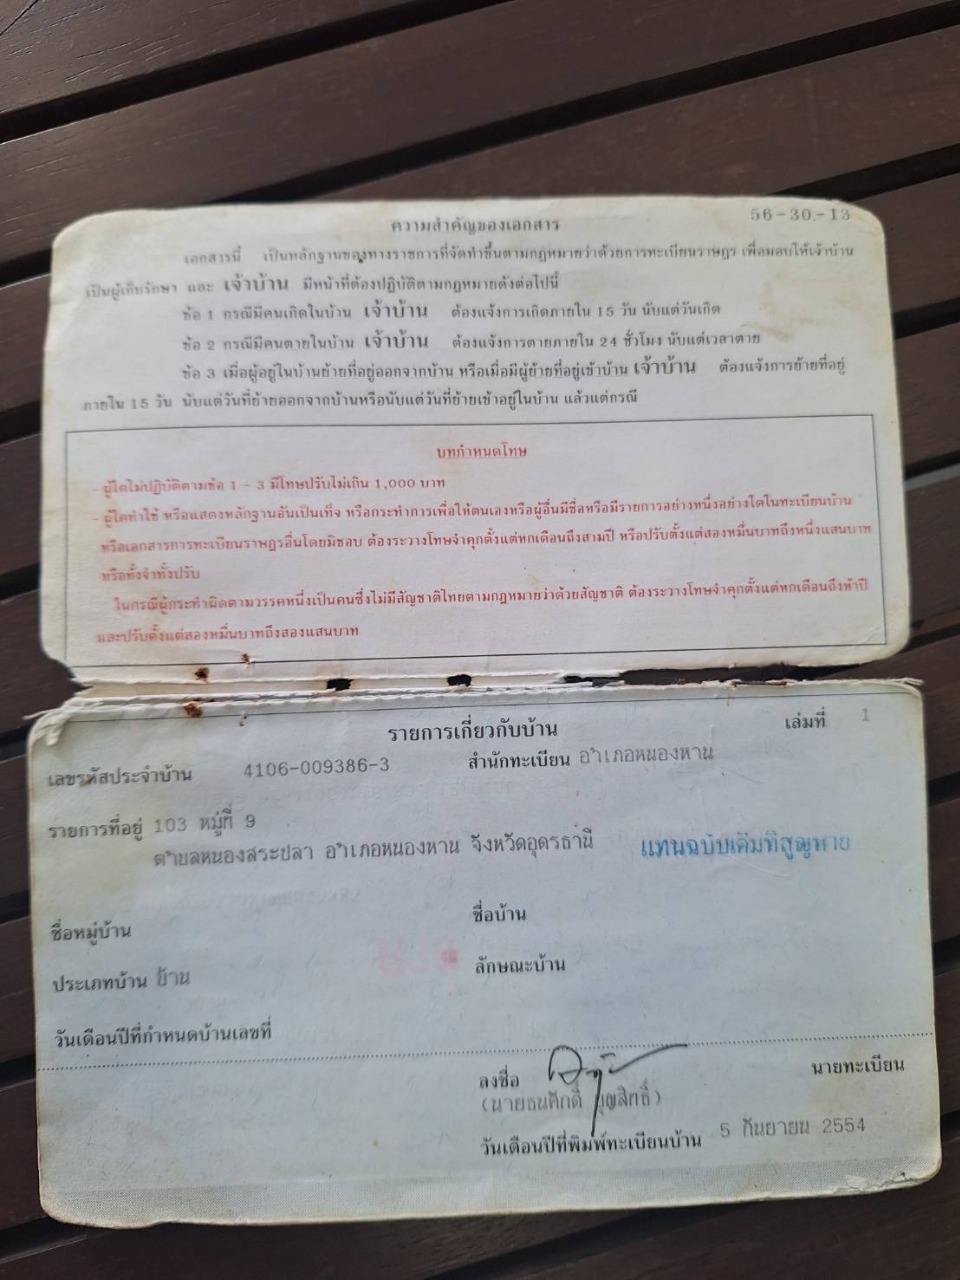 56-30-13
ความสำคัญของเอกสาร
เอกสารนี้ เป็นหลักฐานของทางราชการที่จัดทำขึ้นตามกฎหมายว่าด้วยการทะเบียนราษฎร เพื่อมอบให้เจ้าบ้าน
เป็นผู้เก็บรักษา และ เจ้าบ้าน มีหน้าที่ต้องปฏิบัติตามกฎหมายดังต่อไปนี้
ข้อ 1 กรณีมีคนเกิดในบ้าน เจ้าบ้าน ต้องแจ้งการเกิดภายใน 15 วัน นับแต่วันเกิด
ข้อ 2 กรณีมีคนตายในบ้าน เจ้าบ้าน ต้องแจ้งการตายภายใน 24 ชั่วโมง นับแต่เวลาตาย
ข้อ 3 เมื่อผู้อยู่ในบ้านย้ายที่อยู่ออกจากบ้าน หรือเมื่อมีผู้ย้ายที่อยู่เข้าบ้าน เจ้าบ้าน ต้องแจ้งการย้ายที่อยู่
ภายใน 15 วัน นับแต่วันที่ย้ายออกจากบ้านหรือนับแต่วันที่ย้ายเข้าอยู่ในบ้าน แล้วแต่กรณี
บทกำหนดโทษ
- ผู้ใดไม่ปฏิบัติตามข้อ 1 - 3 มีโทษปรับไม่เกิน 1,000 บาท
- ผู้ใดทำใช้ หรือแสดงหลักฐานอันเป็นเท็จ หรือกระทำการเพื่อให้ตนเองหรือผู้อื่นมีชื่อหรือมีรายการอย่างหนึ่งอย่างใดในทะเบียนบ้าน
หรือเอกสารการทะเบียนราษฎรอื่นโดยมิชอบ ต้องระวางโทษจำคุกตั้งแต่หกเดือนถึงสามปี หรือปรับตั้งแต่สองหมื่นบาทถึงหนึ่งแสนบาท
หรือทั้งจำทั้งปรับ
ในกรณีผู้กระทำผิดตามวรรคหนึ่งเป็นคนซึ่งไม่มีสัญชาติไทยตามกฎหมายว่าด้วยสัญชาติ ต้องระวางโทษจำคุกตั้งแต่หกเดือนถึงห้าปี
และปรับตั้งแต่สองหมื่นบาทถึงสองแสนบาท
รายการเกี่ยวกับบ้าน เล่มที่ 1
เลขรหัสประจำบ้าน 4106-009386-3 สำนักทะเบียน อำเภอหนองหาน
รายการที่อยู่ 103 หมู่ที่ 9
ตำบลหนองสระปลา อำเภอหนองหาน จังหวัดอุดรธานี แทนฉบับเดิมที่สูญหาย
ชื่อหมู่บ้าน ชื่อบ้าน
ประเภทบ้าน บ้าน ลักษณะบ้าน
วันเดือนปีที่กำหนดบ้านเลขที่
ลงชื่อ นายทะเบียน
(นายธนศักดิ์ บุญสิทธิ์)
วันเดือนปีที่พิมพ์ทะเบียนบ้าน 5 กันยายน 2554